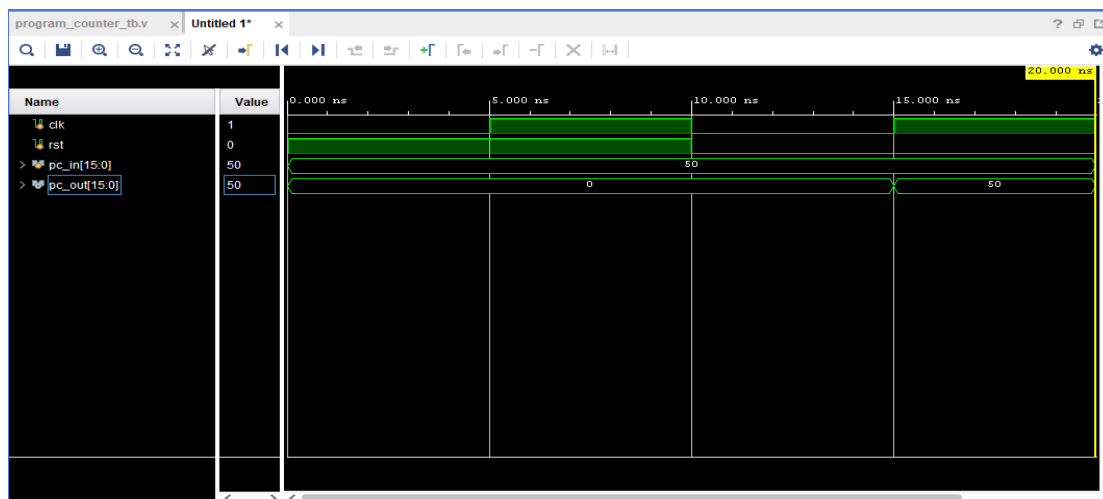 program_counter_tb.v × Untitled 1* × ?
20.000 ns
Name Value 0.000 ns 5.000 ns 10.000 ns 15.000 ns
clk 1
rst 0
pc_in[15:0] 50 50
pc_out[15:0] 50 0 50